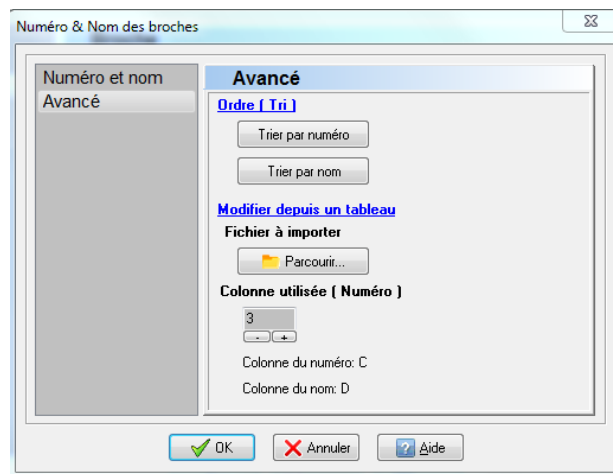 Numéro & Nom des broches
Numéro et nom
Avancé
Avancé
Ordre ( Tri )
Trier par numéro
Trier par nom
Modifier depuis un tableau
Fichier à importer
Parcourir...
Colonne utilisée ( Numéro )
3
- +
Colonne du numéro: C
Colonne du nom: D
OK Annuler Aide